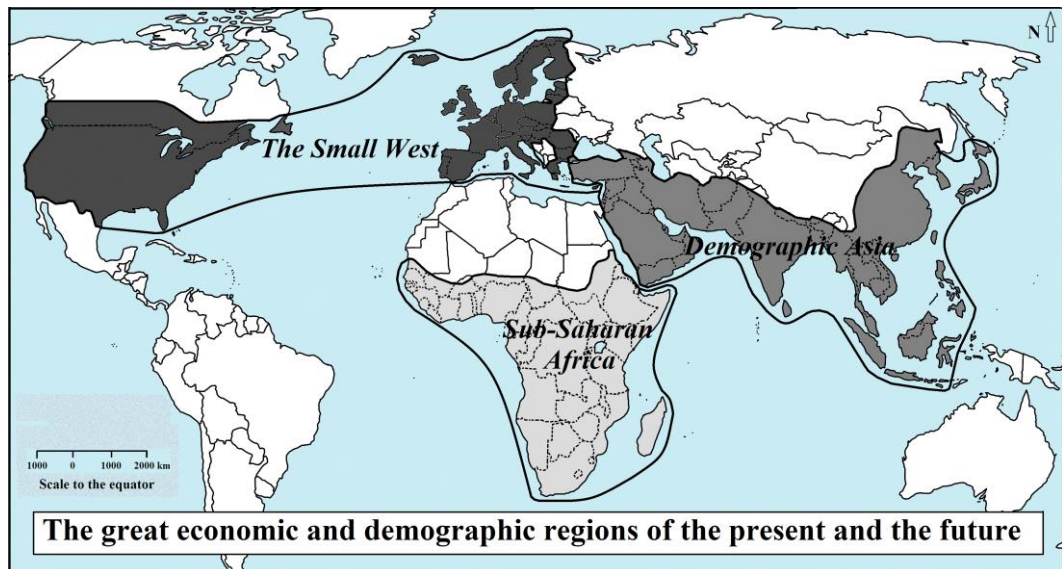 N
The Small West
Demographic Asia
Sub-Saharan
Africa
1000 0 1000 2000 km
Scale to the equator
The great economic and demographic regions of the present and the future